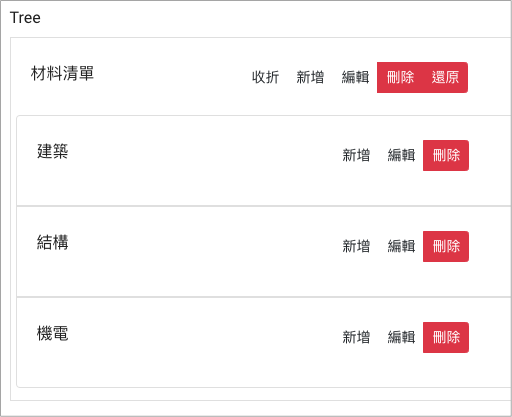 Tree
材料清單 收折 新增 編輯 刪除 還原
建築 新增 編輯 刪除
結構 新增 編輯 刪除
機電 新增 編輯 刪除